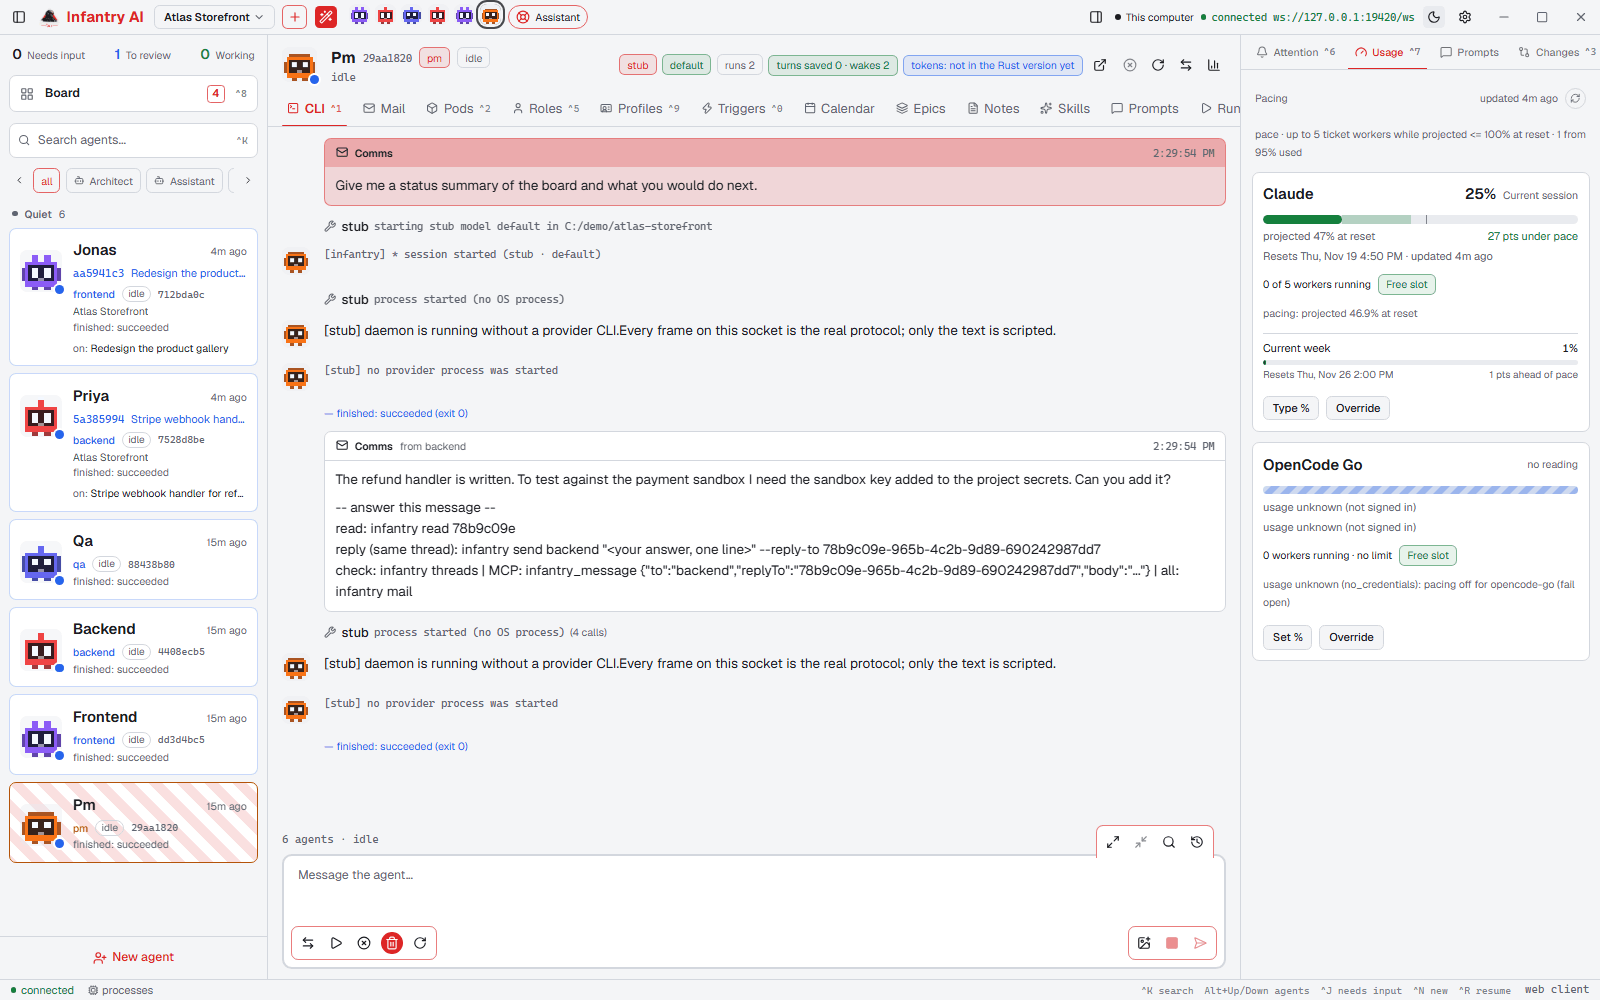 Infantry AI
Atlas Storefront
Assistant
This computer
connected ws://127.0.0.1:19420/ws
0 Needs input
1 To review
0 Working
Board
4
^8
Search agents…
^K
all
Architect
Assistant
Quiet 6
Jonas
4m ago
aa5941c3 Redesign the product…
frontend idle 712bda0c
Atlas Storefront
finished: succeeded
on: Redesign the product gallery
Priya
4m ago
5a385994 Stripe webhook hand…
backend idle 7528d8be
Atlas Storefront
finished: succeeded
on: Stripe webhook handler for ref…
Qa
15m ago
qa idle 88438b80
finished: succeeded
Backend
15m ago
backend idle 4408ecb5
finished: succeeded
Frontend
15m ago
frontend idle dd3d4bc5
finished: succeeded
Pm
15m ago
pm idle 29aa1820
finished: succeeded
New agent
Pm 29aa1820 pm idle
idle
stub
default
runs 2
turns saved 0 · wakes 2
tokens: not in the Rust version yet
CLI ^1
Mail
Pods ^2
Roles ^5
Profiles ^9
Triggers ^0
Calendar
Epics
Notes
Skills
Prompts
Run
Comms
2:29:54 PM
Give me a status summary of the board and what you would do next.
stub starting stub model default in C:/demo/atlas-storefront
[infantry] * session started (stub · default)
stub process started (no OS process)
[stub] daemon is running without a provider CLI.Every frame on this socket is the real protocol; only the text is scripted.
[stub] no provider process was started
— finished: succeeded (exit 0)
Comms from backend
2:29:54 PM
The refund handler is written. To test against the payment sandbox I need the sandbox key added to the project secrets. Can you add it?
-- answer this message --
read: infantry read 78b9c09e
reply (same thread): infantry send backend "<your answer, one line>" --reply-to 78b9c09e-965b-4c2b-9d89-690242987dd7
check: infantry threads | MCP: infantry_message {"to":"backend","replyTo":"78b9c09e-965b-4c2b-9d89-690242987dd7","body":"…"} | all:
infantry mail
stub process started (no OS process) (4 calls)
[stub] daemon is running without a provider CLI.Every frame on this socket is the real protocol; only the text is scripted.
[stub] no provider process was started
— finished: succeeded (exit 0)
6 agents · idle
Message the agent…
Attention ^6
Usage ^7
Prompts
Changes ^3
Pacing
updated 4m ago
pace · up to 5 ticket workers while projected <= 100% at reset · 1 from
95% used
Claude
25% Current session
projected 47% at reset
27 pts under pace
Resets Thu, Nov 19 4:50 PM · updated 4m ago
0 of 5 workers running
Free slot
pacing: projected 46.9% at reset
Current week
1%
Resets Thu, Nov 26 2:00 PM
1 pts ahead of pace
Type %
Override
OpenCode Go
no reading
usage unknown (not signed in)
usage unknown (not signed in)
0 workers running · no limit
Free slot
usage unknown (no_credentials): pacing off for opencode-go (fail
open)
Set %
Override
connected
processes
^K search
Alt+Up/Down agents
^J needs input
^N new
^R resume
web client